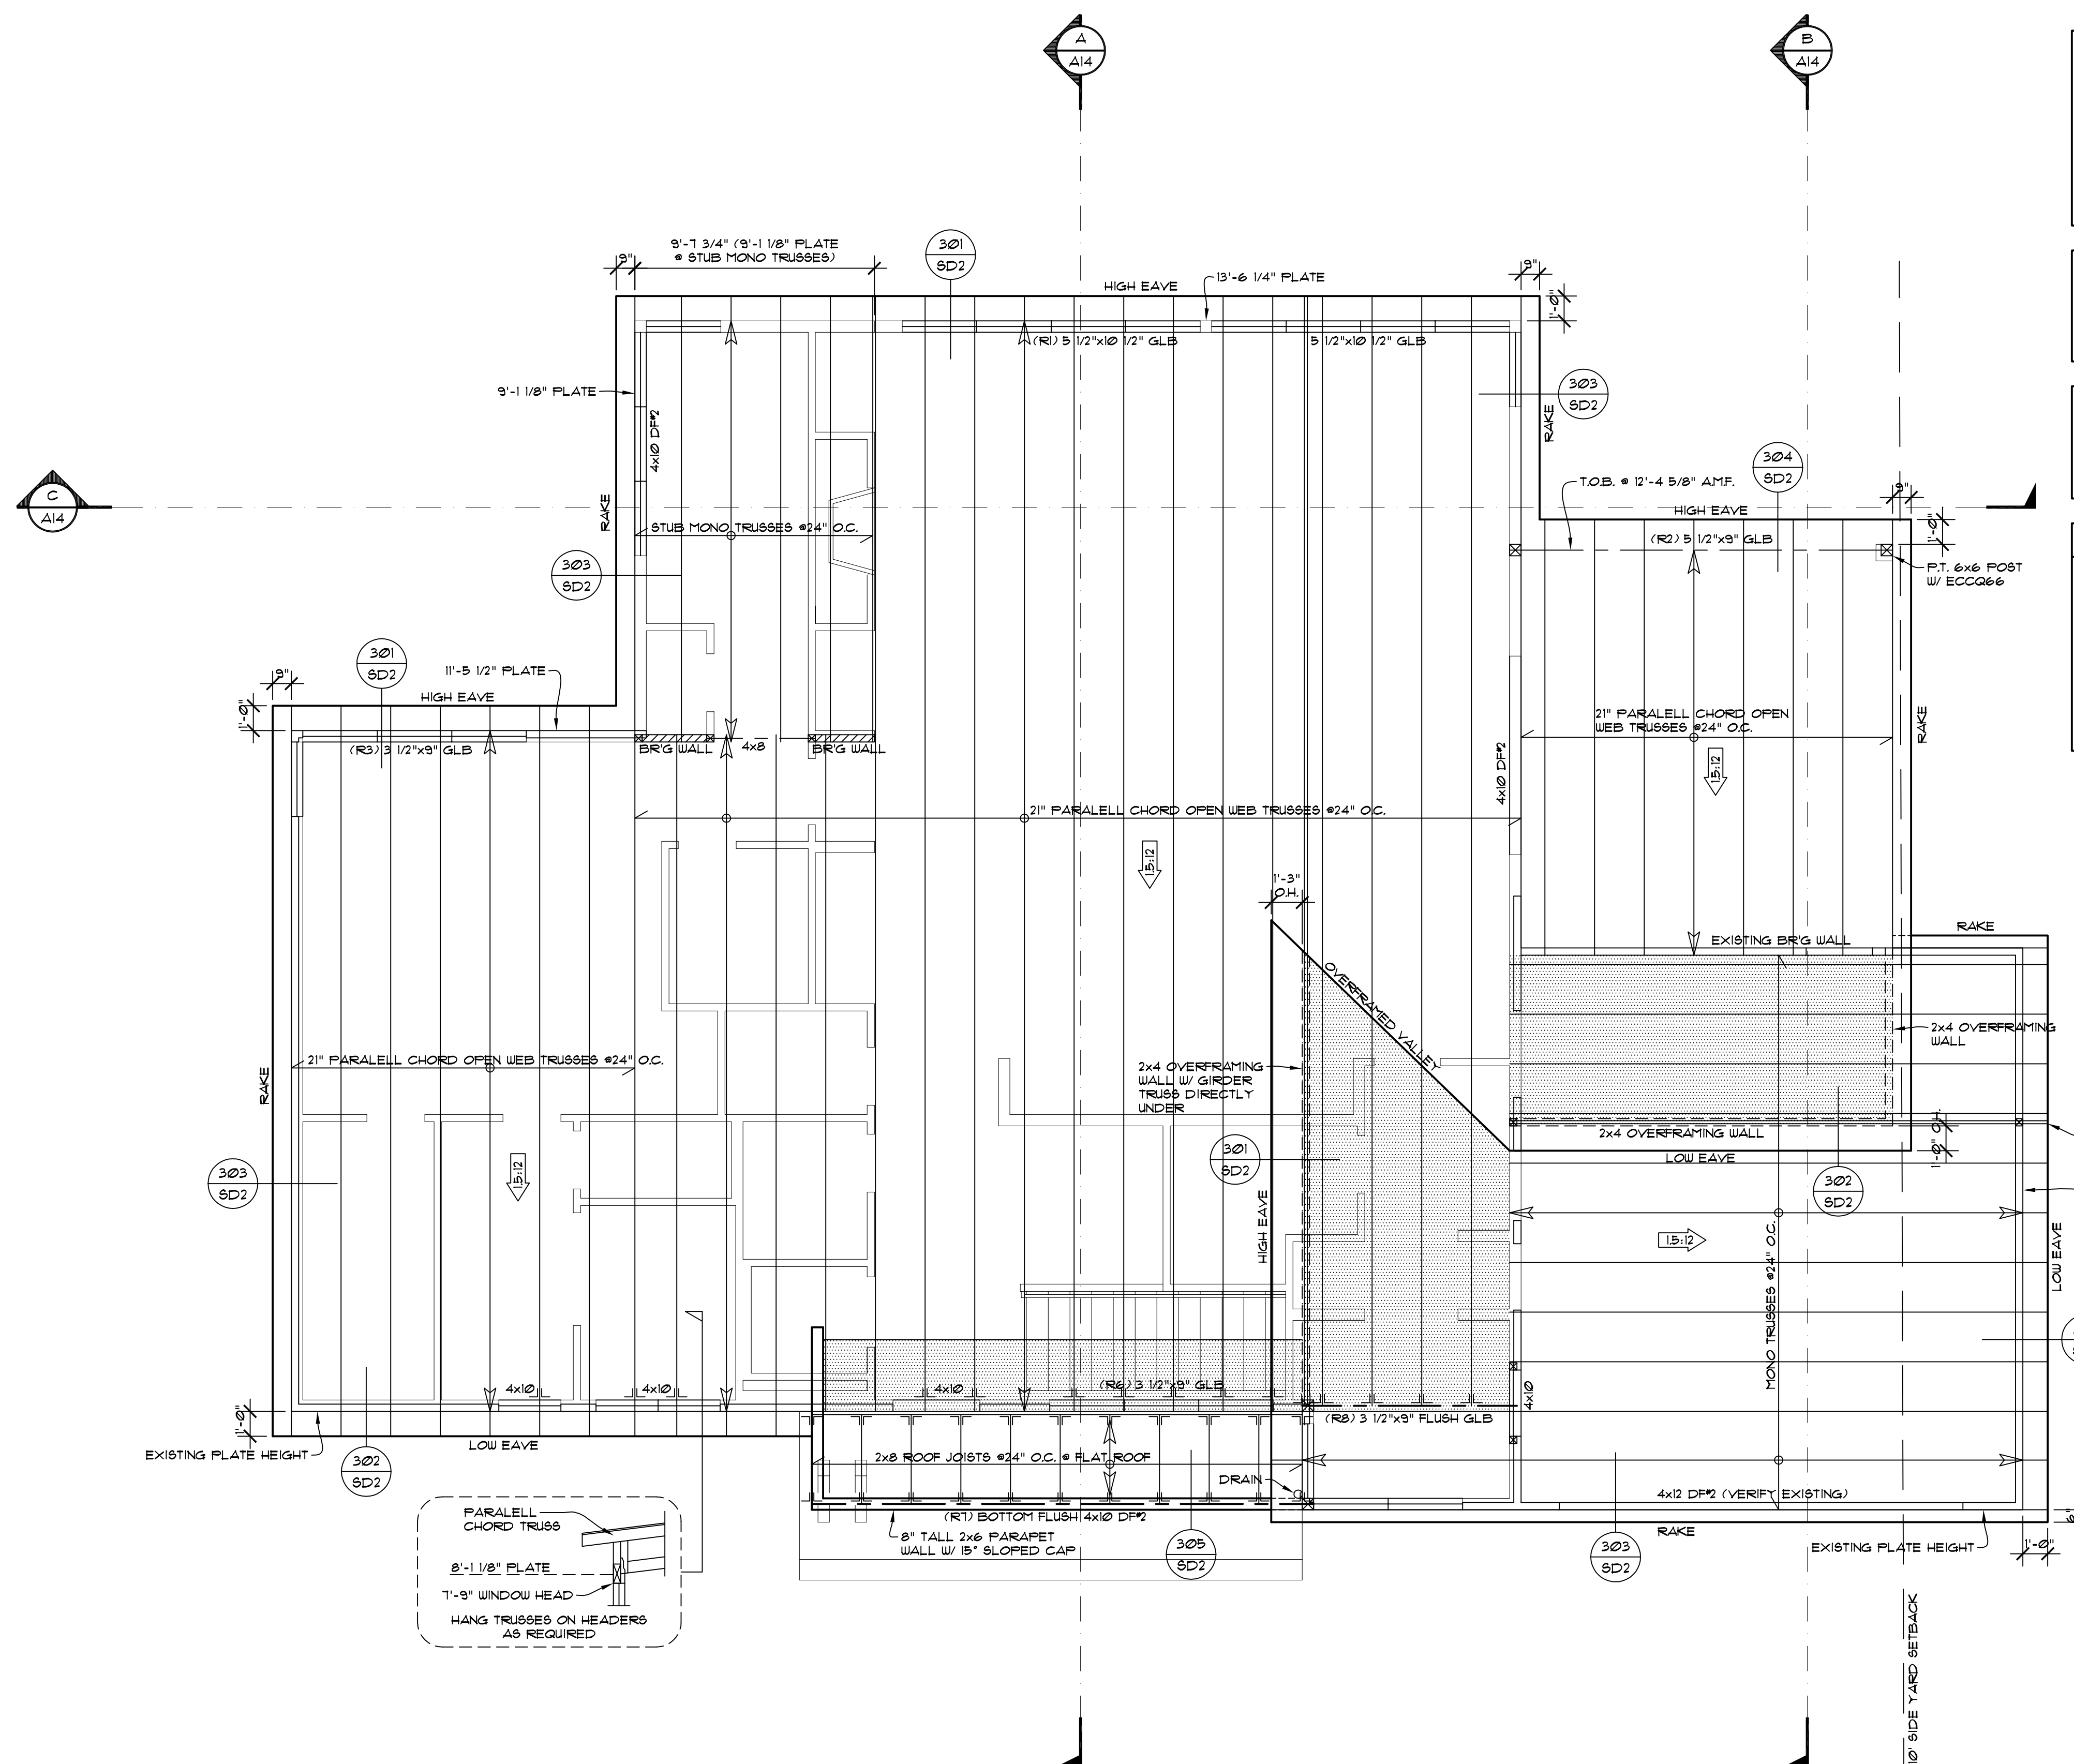 A
A14
B
A14
9'-7 3/4" (9'-1 1/8" PLATE
@ STUB MONO TRUSSES)
9"
301
SD2
HIGH EAVE
13'-6 1/4" PLATE
9"
1'-0"
(R1) 5 1/2"x10 1/2" GLB
5 1/2"x10 1/2" GLB
9'-1 1/8" PLATE
4x10 DF#2
303
SD2
RAKE
304
SD2
T.O.B. @ 12'-4 5/8" A.M.F.
9"
C
A14
RAKE
HIGH EAVE
1'-0"
STUB MONO TRUSSES @24" O.C.
(R2) 5 1/2"x9" GLB
303
SD2
P.T. 6x6 POST
W/ ECCQ66
301
SD2
11'-5 1/2" PLATE
9"
HIGH EAVE
1'-0"
(R3) 3 1/2"x9" GLB
BR'G WALL
4x8
BR'G WALL
21" PARALELL CHORD OPEN
WEB TRUSSES @24" O.C.
RAKE
1.5:12
4x10 DF#2
21" PARALELL CHORD OPEN WEB TRUSSES @24" O.C.
1.5:12
1'-3"
O.H.
RAKE
EXISTING BR'G WALL
OVERFRAMED VALLEY
2x4 OVERFRAMING
WALL
21" PARALELL CHORD OPEN WEB TRUSSES @24" O.C.
2x4 OVERFRAMING
WALL W/ GIRDER
TRUSS DIRECTLY
UNDER
RAKE
2x4 OVERFRAMING WALL
1'-0" O.H.
LOW EAVE
301
SD2
303
SD2
1.5:12
302
SD2
HIGH EAVE
1.5:12
MONO TRUSSES @24" O.C.
LOW EAVE
4x10
4x10
4x10
(R6) 3 1/2"x9" GLB
4x10
(R8) 3 1/2"x9" FLUSH GLB
1'-0"
EXISTING PLATE HEIGHT
LOW EAVE
302
SD2
2x8 ROOF JOISTS @24" O.C. @ FLAT ROOF
DRAIN
4x12 DF#2 (VERIFY EXISTING)
(R7) BOTTOM FLUSH 4x10 DF#2
8" TALL 2x6 PARAPET
WALL W/ 15° SLOPED CAP
305
SD2
303
SD2
RAKE
EXISTING PLATE HEIGHT
1'-0"
6"
PARALELL
CHORD TRUSS
8'-1 1/8" PLATE
7'-9" WINDOW HEAD
HANG TRUSSES ON HEADERS
AS REQUIRED
10' SIDE YARD SETBACK